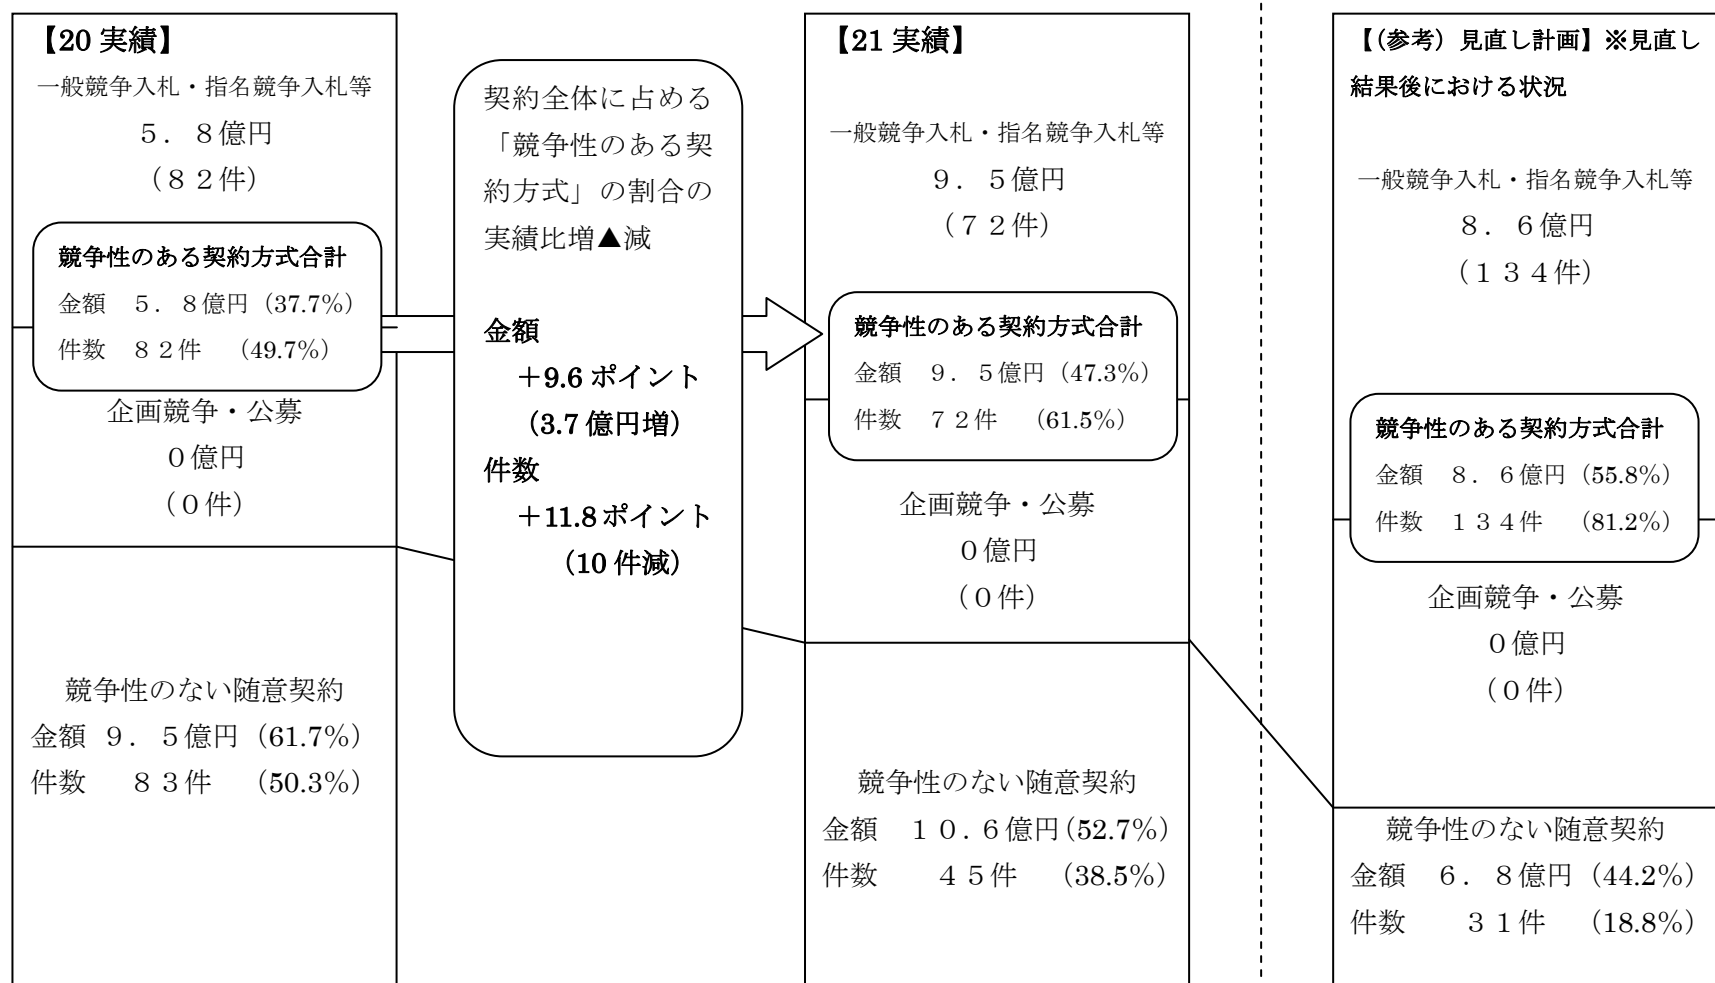 【20 実績】
一般競争入札・指名競争入札等
５．８億円
（８２件）
競争性のある契約方式合計
金額　５．８億円（37.7%）
件数　８２件　（49.7%）
企画競争・公募
０億円
（０件）
競争性のない随意契約
金額 ９．５億円（61.7%）
件数　８３件　（50.3%）
契約全体に占める
「競争性のある契
約方式」の割合の
実績比増▲減
金額
＋9.6 ポイント
（3.7 億円増）
件数
＋11.8 ポイント
（10 件減）
【21 実績】
一般競争入札・指名競争入札等
９．５億円
（７２件）
競争性のある契約方式合計
金額　９．５億円（47.3%）
件数　７２件　（61.5%）
企画競争・公募
０億円
（０件）
競争性のない随意契約
金額　１０．６億円（52.7%）
件数　４５件　（38.5%）
【（参考）見直し計画】※見直し
結果後における状況
一般競争入札・指名競争入札等
８．６億円
（１３４件）
競争性のある契約方式合計
金額　８．６億円（55.8%）
件数　１３４件　（81.2%）
企画競争・公募
０億円
（０件）
競争性のない随意契約
金額　６．８億円（44.2%）
件数　３１件　（18.8%）